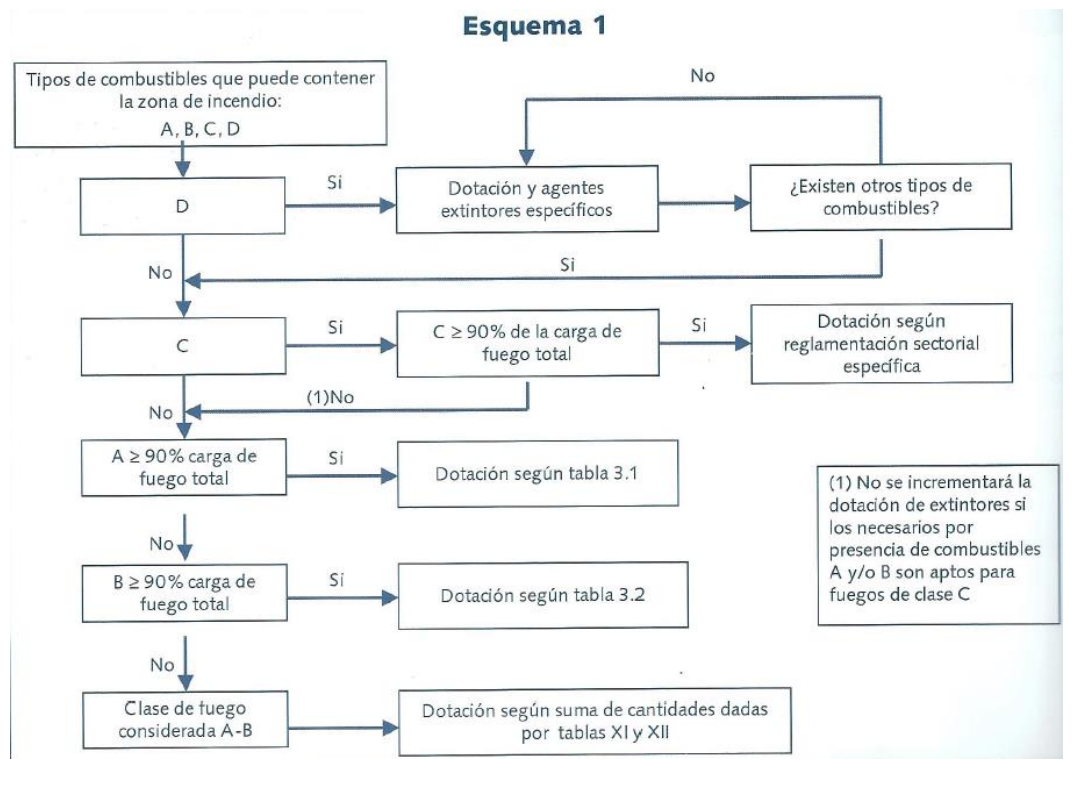 Esquema 1
Tipos de combustibles que puede contener
la zona de incendio:
A, B, C, D
No
D
Si
Dotación y agentes
extintores específicos
¿Existen otros tipos de
combustibles?
No
Si
C
Si
C ≥ 90% de la carga de
fuego total
Si
Dotación según
reglamentación sectorial
específica
No
(1)No
A ≥ 90% carga de
fuego total
Si
Dotación según tabla 3.1
(1) No se incrementará la
dotación de extintores si
los necesarios por
presencia de combustibles
A y/o B son aptos para
fuegos de clase C
No
B ≥ 90% carga de
fuego total
Sí
Dotación según tabla 3.2
No
Clase de fuego
considerada A-B
Dotación según suma de cantidades dadas
por tablas XI y XII